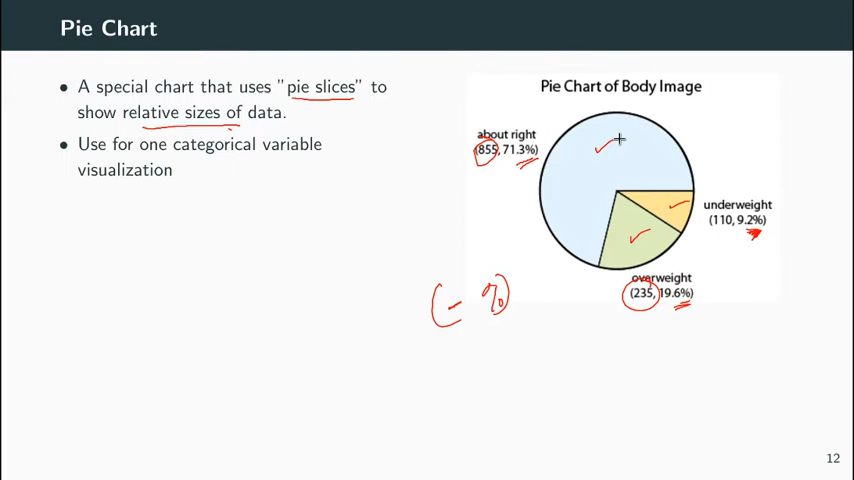 Pie Chart
• A special chart that uses "pie slices" to
show relative sizes of data.
• Use for one categorical variable
visualization
Pie Chart of Body Image
about right
(855, 71.3%)
underweight
(110, 9.2%)
overweight
(235, 19.6%)
(- %)
12